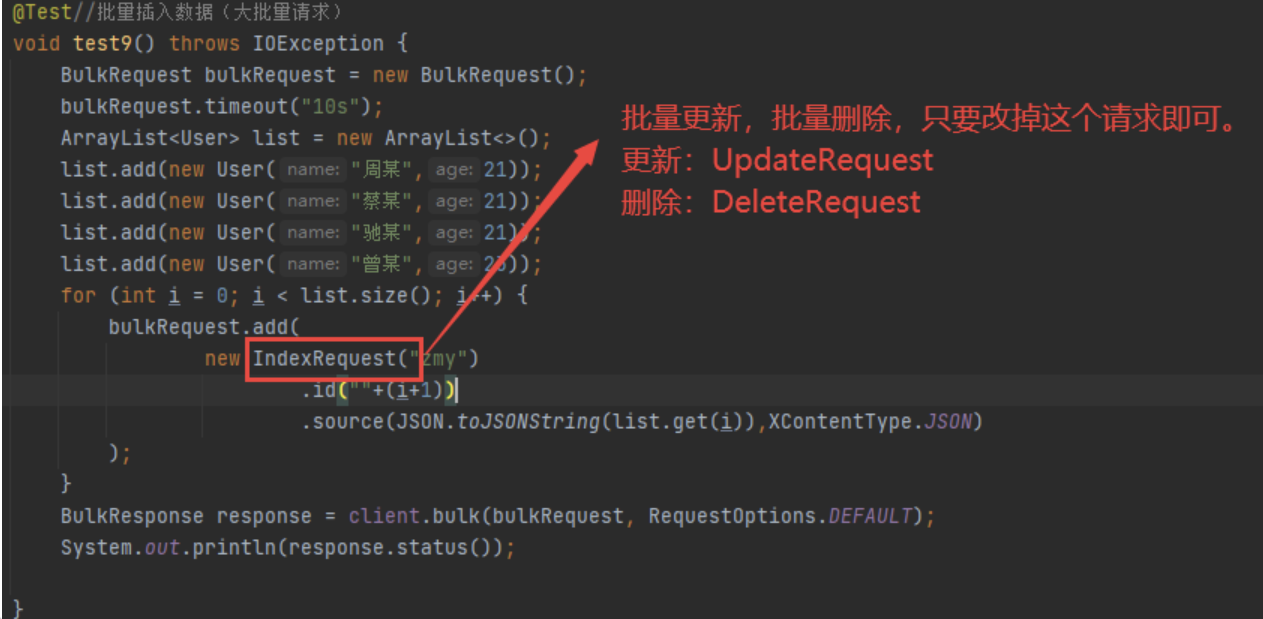 @Test//批量插入数据（大批量请求）
void test9() throws IOException {
BulkRequest bulkRequest = new BulkRequest();
bulkRequest.timeout("10s");
ArrayList<User> list = new ArrayList<>();
list.add(new User( name: "周某", age: 21));
list.add(new User( name: "蔡某", age: 21));
list.add(new User( name: "驰某", age: 21));
list.add(new User( name: "曾某", age: 23));
批量更新，批量删除，只要改掉这个请求即可。
更新：UpdateRequest
删除：DeleteRequest
for (int i = 0; i < list.size(); i++) {
bulkRequest.add(
new IndexRequest("zmy")
.id(""+(i+1))
.source(JSON.toJSONString(list.get(i)),XContentType.JSON)
);
}
BulkResponse response = client.bulk(bulkRequest, RequestOptions.DEFAULT);
System.out.println(response.status());
}